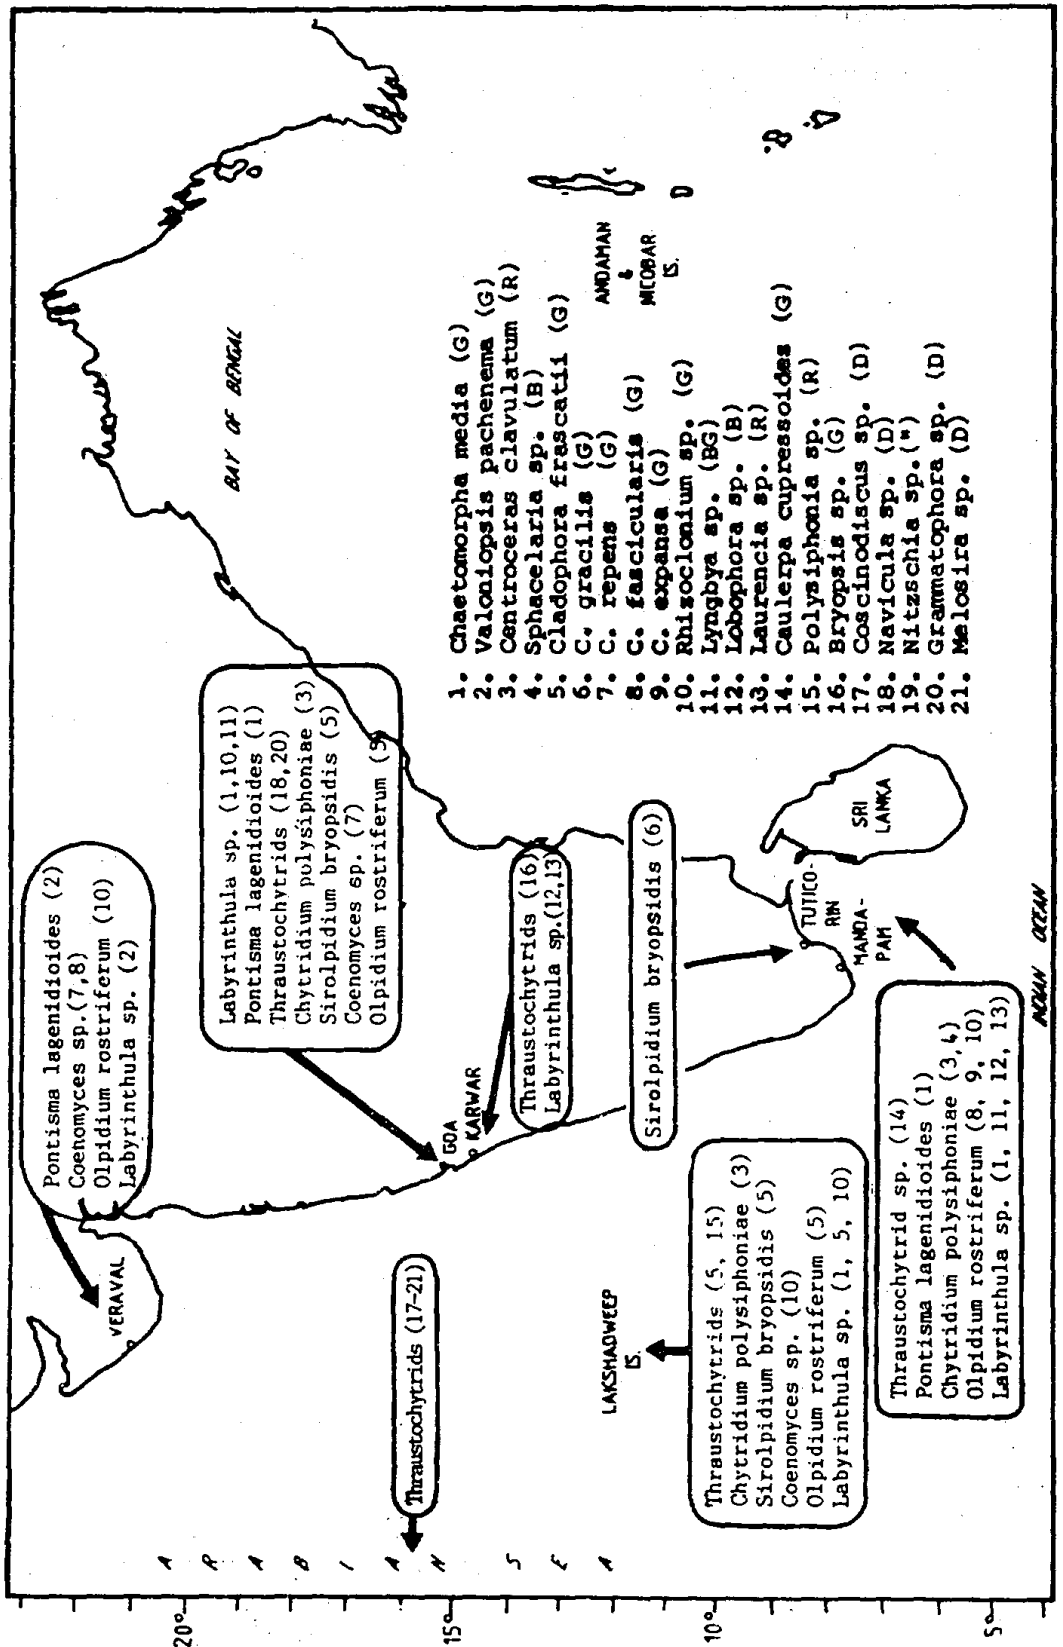 Pontisma lagenidioides (2)
Coenomyces sp.(7,8)
Olpidium rostriferum (10)
Labyrinthula sp. (2)
VERAVAL
Labyrinthula sp. (1,10,11)
Pontisma lagenidioides (1)
Thraustochytrids (18,20)
Chytridium polysiphoniae (3)
Sirolpidium bryopsidis (5)
Coenomyces sp. (7)
Olpidium rostriferum (5)
BAY OF BENGAL
GOA
KARWAR
Thraustochytrids (17-21)
Thraustochytrids (16)
Labyrinthula sp.(12,13)
Sirolpidium bryopsidis (6)
LAKSHADWEEP
IS.
Thraustochytrids (5, 15)
Chytridium polysiphoniae (3)
Sirolpidium bryopsidis (5)
Coenomyces sp. (10)
Olpidium rostriferum (5)
Labyrinthula sp. (1, 5, 10)
TUTICO-
RIN
MANDA-
PAM
SRI
LANKA
Thraustochytrid sp. (14)
Pontisma lagenidioides (1)
Chytridium polysiphoniae (3,4)
Olpidium rostriferum (8, 9, 10)
Labyrinthula sp. (1, 11, 12, 13)
INDIAN OCEAN
ARABIAN SEA
ANDAMAN
&
NICOBAR
IS.
1. Chaetomorpha media (G)
2. Valoniopsis pachenema (G)
3. Centroceras clavulatum (R)
4. Sphacelaria sp. (B)
5. Cladophora frascatii (G)
6. C. gracilis (G)
7. C. repens (G)
8. C. fascicularis (G)
9. C. expansa (G)
10. Rhizoclonium sp. (G)
11. Lyngbya sp. (BG)
12. Lobophora sp. (B)
13. Laurencia sp. (R)
14. Caulerpa cupressoides (G)
15. Polysiphonia sp. (R)
16. Bryopsis sp. (G)
17. Coscinodiscus sp. (D)
18. Navicula sp. (D)
19. Nitzschia sp.(")
20. Grammatophora sp. (D)
21. Melosira sp. (D)
20°
15°
10°
5°